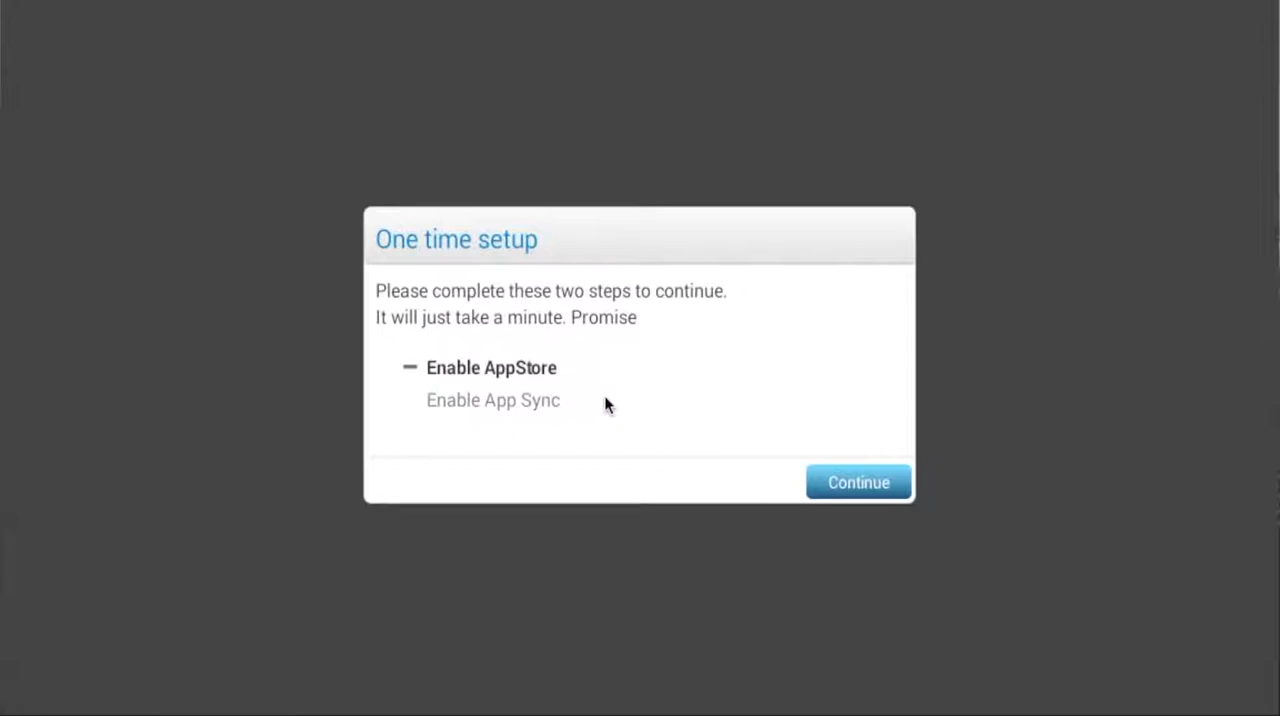 One time setup
Please complete these two steps to continue.
It will just take a minute. Promise
Enable AppStore
Enable App Sync
Continue